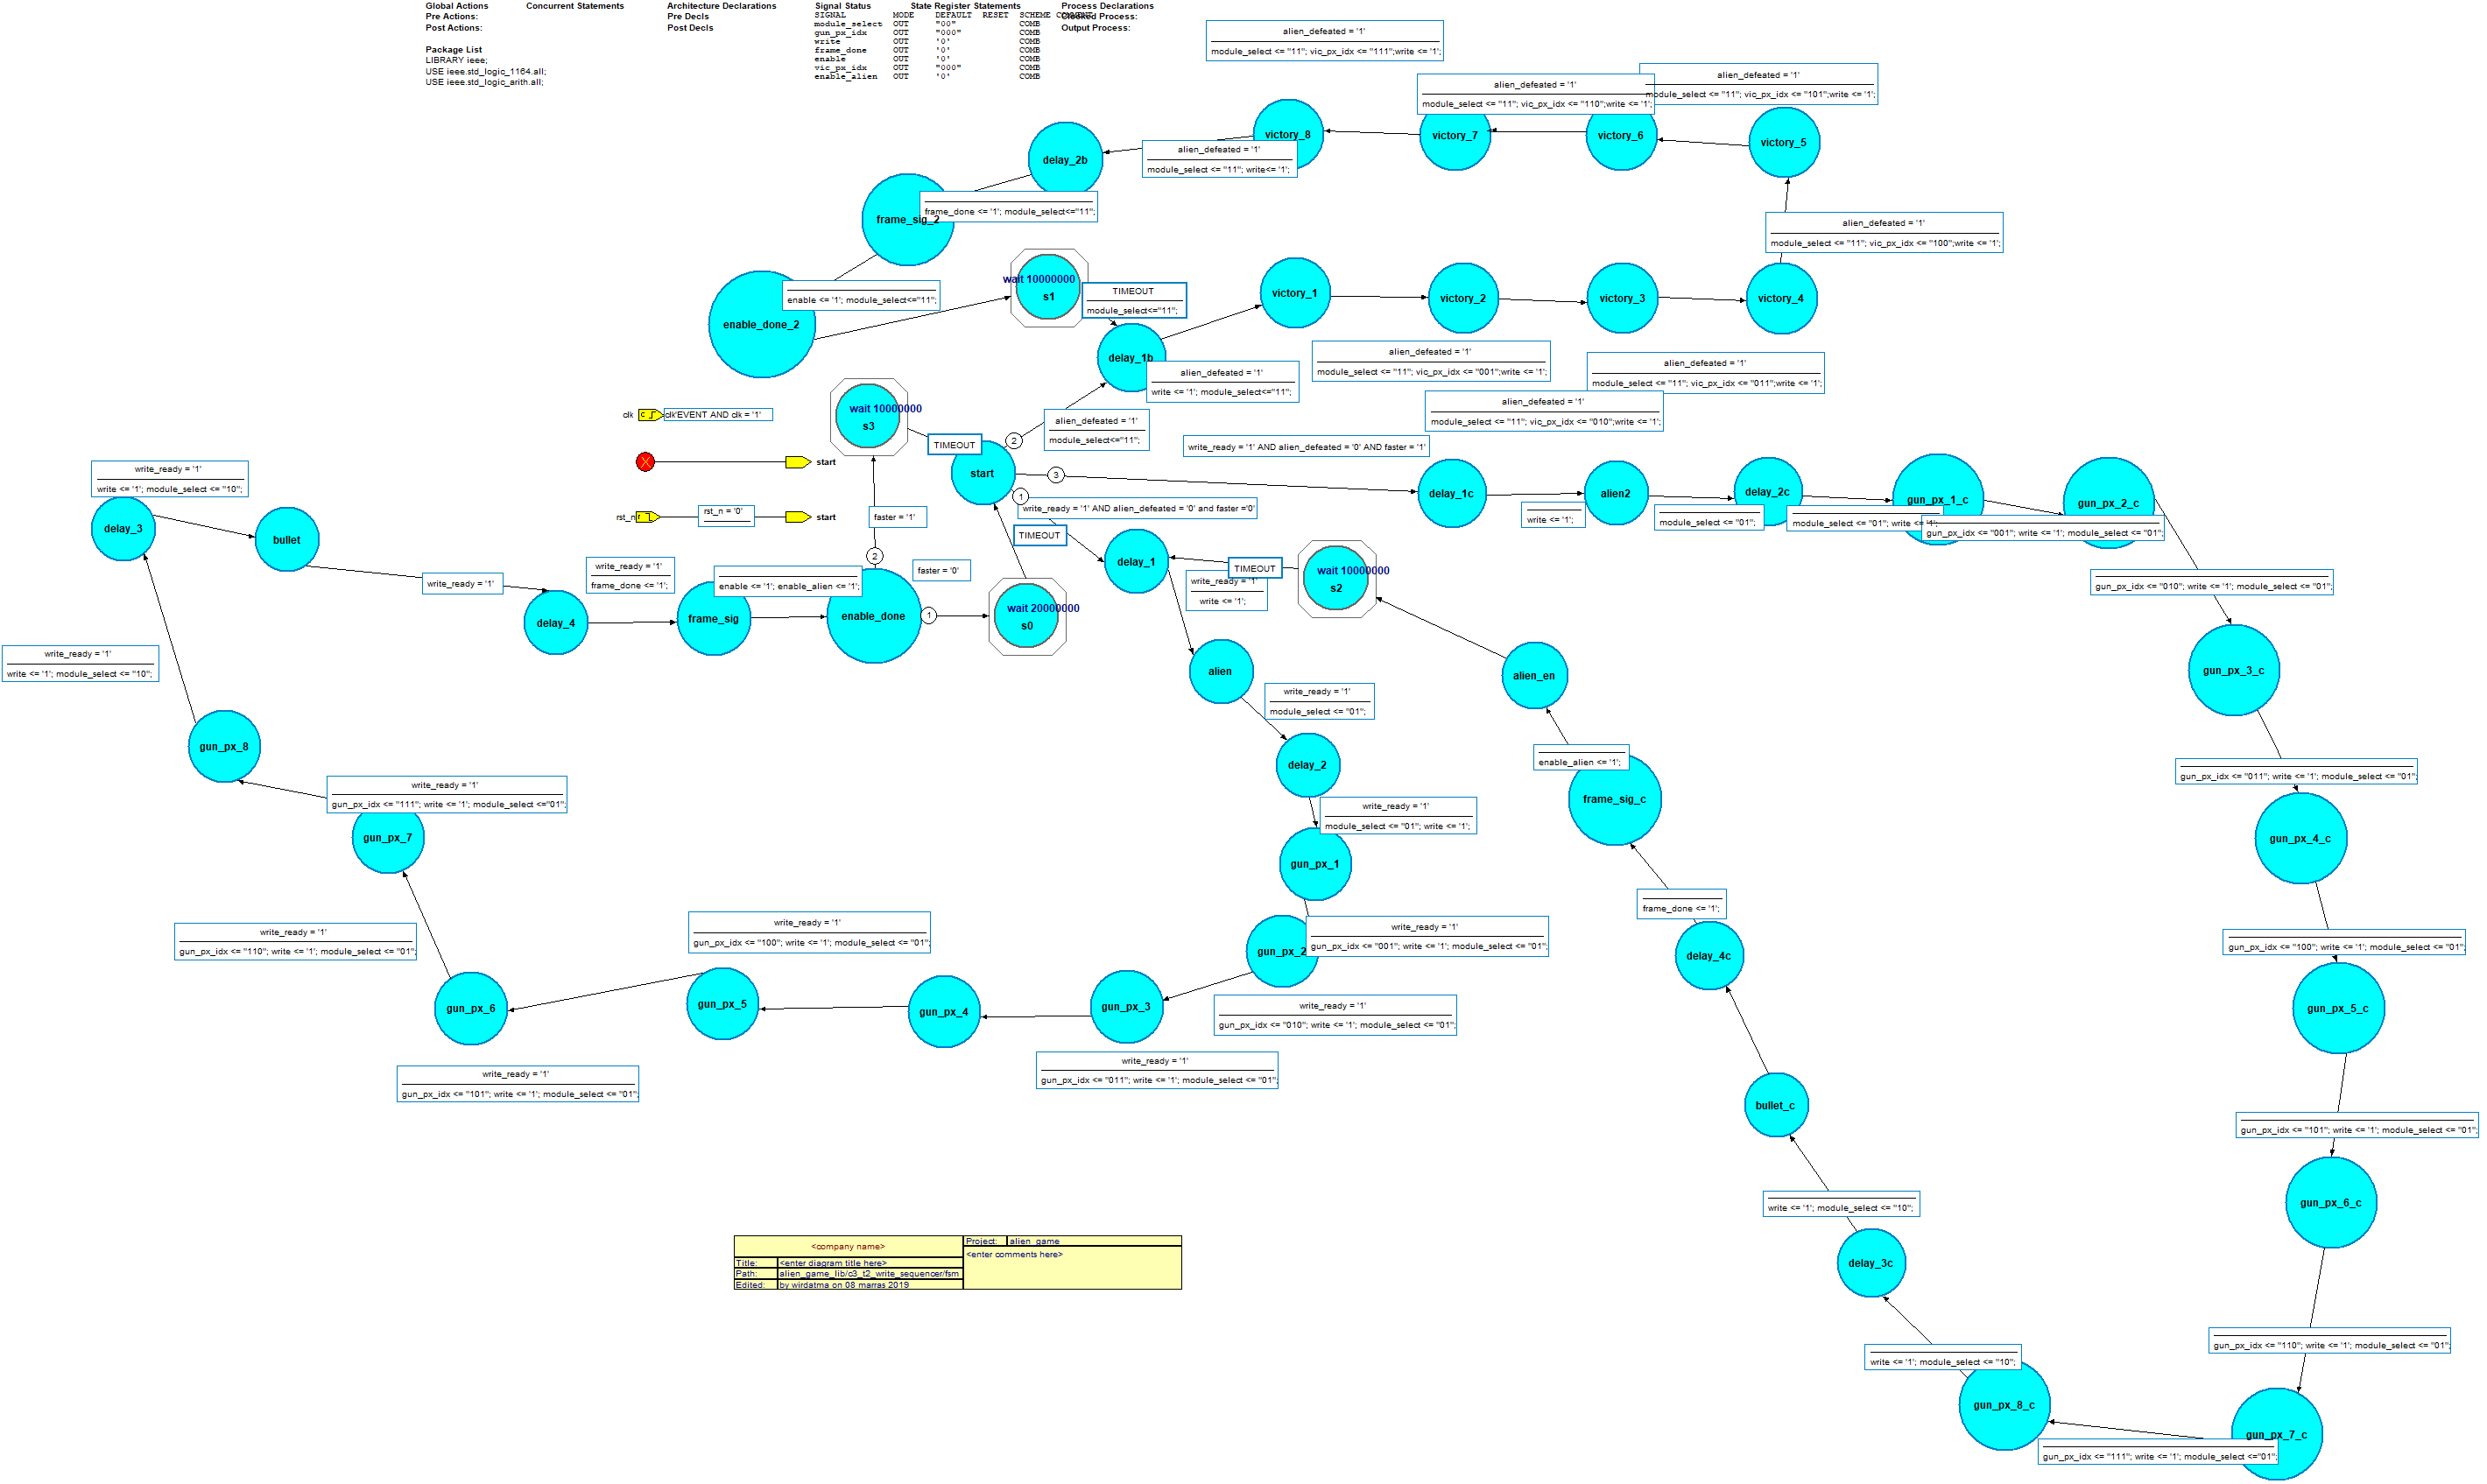 Global Actions
Pre Actions:
Post Actions:
Concurrent Statements
Architecture Declarations
Pre Decls
Post Decls
Signal Status
SIGNAL MODE DEFAULT RESET SCHEME
module_select OUT "00" COMB
gun_px_idx OUT "000" COMB
write OUT '0' COMB
frame_done OUT '0' COMB
enable OUT '0' COMB
vic_px_idx OUT "000" COMB
enable_alien OUT '0' COMB
State Register Statements
Process Declarations
Clocked Process:
Output Process:
Package List
LIBRARY ieee;
USE ieee.std_logic_1164.all;
USE ieee.std_logic_arith.all;
alien_defeated = '1'
module_select <= "11"; vic_px_idx <= "111";write <= '1';
alien_defeated = '1'
module_select <= "11"; vic_px_idx <= "110";write <= '1';
alien_defeated = '1'
module_select <= "11"; vic_px_idx <= "101";write <= '1';
victory_8
victory_7
victory_6
victory_5
delay_2b
alien_defeated = '1'
module_select <= "11"; write<= '1';
frame_sig_2
frame_done <= '1'; module_select<="11";
alien_defeated = '1'
module_select <= "11"; vic_px_idx <= "100";write <= '1';
enable_done_2
enable <= '1'; module_select<="11";
wait 10000000
s1
TIMEOUT
module_select<="11";
victory_1
victory_2
victory_3
victory_4
delay_1b
alien_defeated = '1'
write <= '1'; module_select<="11";
alien_defeated = '1'
module_select <= "11"; vic_px_idx <= "001";write <= '1';
alien_defeated = '1'
module_select <= "11"; vic_px_idx <= "011";write <= '1';
alien_defeated = '1'
module_select <= "11"; vic_px_idx <= "010";write <= '1';
clk
clk'EVENT AND clk = '1'
wait 10000000
s3
TIMEOUT
start
2
alien_defeated = '1'
module_select<="11";
write_ready = '1' AND alien_defeated = '0' AND faster = '1'
3
1
write_ready = '1' AND alien_defeated = '0' and faster ='0'
start
rst_n
rst_n = '0'
start
faster = '1'
2
TIMEOUT
delay_1c
write <= '1';
alien2
module_select <= "01";
delay_2c
module_select <= "01"; write <= '1';
gun_px_1_c
gun_px_idx <= "001"; write <= '1'; module_select <= "01";
gun_px_2_c
write_ready = '1'
write <= '1'; module_select <= "10";
delay_3
bullet
write_ready = '1'
write_ready = '1'
frame_done <= '1';
delay_4
frame_sig
enable <= '1'; enable_alien <= '1';
enable_done
faster = '0'
1
wait 20000000
s0
delay_1
write_ready = '1'
write <= '1';
TIMEOUT
wait 10000000
s2
gun_px_idx <= "010"; write <= '1'; module_select <= "01";
write_ready = '1'
write <= '1'; module_select <= "10";
alien
write_ready = '1'
module_select <= "01";
alien_en
gun_px_3_c
gun_px_8
delay_2
enable_alien <= '1';
gun_px_idx <= "011"; write <= '1'; module_select <= "01";
write_ready = '1'
gun_px_idx <= "111"; write <= '1'; module_select <="01";
gun_px_7
write_ready = '1'
module_select <= "01"; write <= '1';
frame_sig_c
gun_px_4_c
gun_px_1
frame_done <= '1';
write_ready = '1'
gun_px_idx <= "110"; write <= '1'; module_select <= "01";
write_ready = '1'
gun_px_idx <= "100"; write <= '1'; module_select <= "01";
gun_px_2
write_ready = '1'
gun_px_idx <= "001"; write <= '1'; module_select <= "01";
delay_4c
gun_px_idx <= "100"; write <= '1'; module_select <= "01";
gun_px_6
gun_px_5
gun_px_4
gun_px_3
write_ready = '1'
gun_px_idx <= "010"; write <= '1'; module_select <= "01";
gun_px_5_c
write_ready = '1'
gun_px_idx <= "101"; write <= '1'; module_select <= "01";
write_ready = '1'
gun_px_idx <= "011"; write <= '1'; module_select <= "01";
bullet_c
gun_px_idx <= "101"; write <= '1'; module_select <= "01";
write <= '1'; module_select <= "10";
gun_px_6_c
delay_3c
<company name>
Project: alien_game
<enter comments here>
Title: <enter diagram title here>
Path: alien_game_lib/c3_t2_write_sequencer/fsm
Edited: by wirdatma on 08 marras 2019
write <= '1'; module_select <= "10";
gun_px_idx <= "110"; write <= '1'; module_select <= "01";
gun_px_8_c
gun_px_7_c
gun_px_idx <= "111"; write <= '1'; module_select <="01";